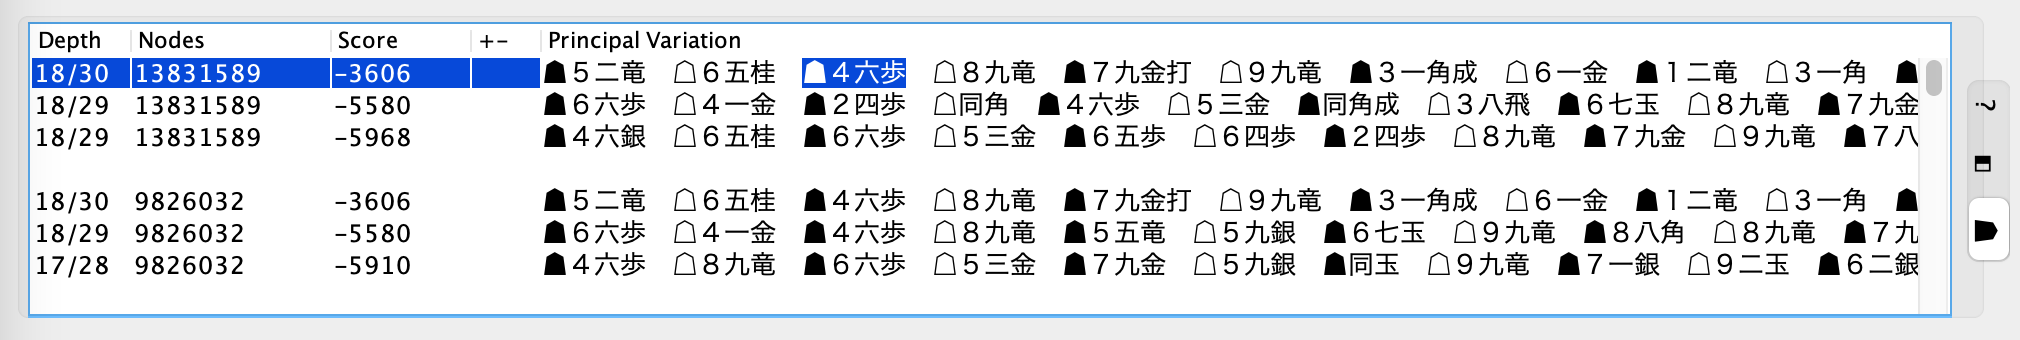 Depth Nodes Score +- Principal Variation
18/30 13831589 -3606 ☗５二竜 ☖６五桂 ☗４六歩 ☖８九竜 ☗７九金打 ☖９九竜 ☗３一角成 ☖６一金 ☗１二竜 ☖３一角 ☗
18/29 13831589 -5580 ☗６六歩 ☖４一金 ☗２四歩 ☖同角 ☗４六歩 ☖５三金 ☗同角成 ☖３八飛 ☗６七玉 ☖８九竜 ☗７九金
18/29 13831589 -5968 ☗４六銀 ☖６五桂 ☗６六歩 ☖５三金 ☗６五歩 ☖６四歩 ☗２四歩 ☖８九竜 ☗７九金 ☖９九竜 ☗７八
18/30 9826032 -3606 ☗５二竜 ☖６五桂 ☗４六歩 ☖８九竜 ☗７九金打 ☖９九竜 ☗３一角成 ☖６一金 ☗１二竜 ☖３一角 ☗
18/29 9826032 -5580 ☗６六歩 ☖４一金 ☗４六歩 ☖８九竜 ☗５五竜 ☖５九銀 ☗６七玉 ☖９九竜 ☗８八角 ☖８九竜 ☗７九
17/28 9826032 -5910 ☗４六歩 ☖８九竜 ☗６六歩 ☖５三金 ☗７九金 ☖５九銀 ☗同玉 ☖９九竜 ☗７一銀 ☖９二玉 ☗６二銀
?